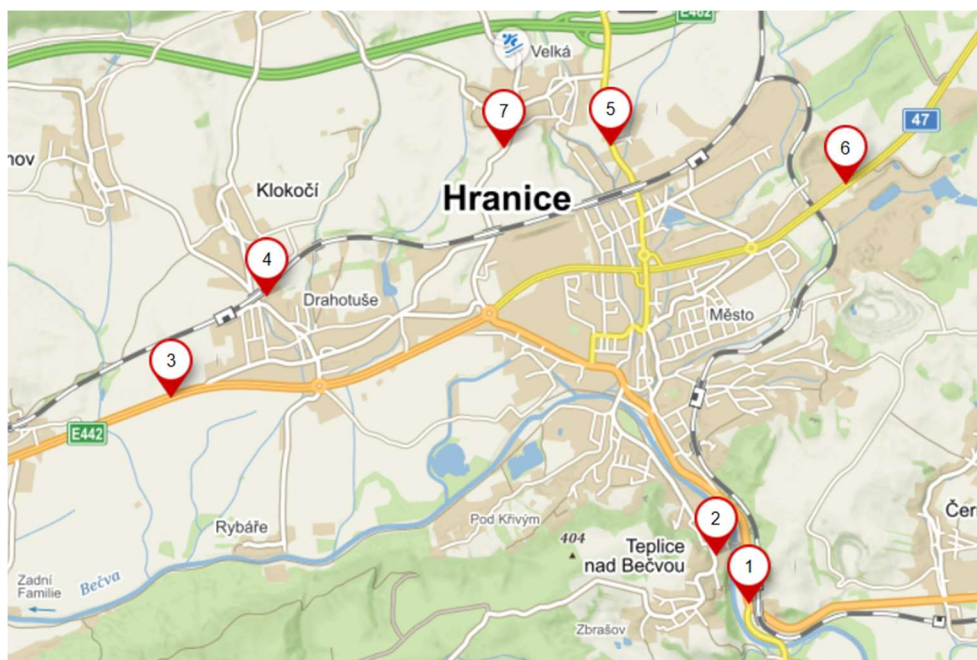 E462
Velká
47
7
5
6
nov
Klokočí
Hranice
4
Drahotuše
Město
3
E442
Rybáře
Pod Křivým
404
2
Teplice
nad Bečvou
Čer
1
Zadní
Familie
Bečva
Zbrašov